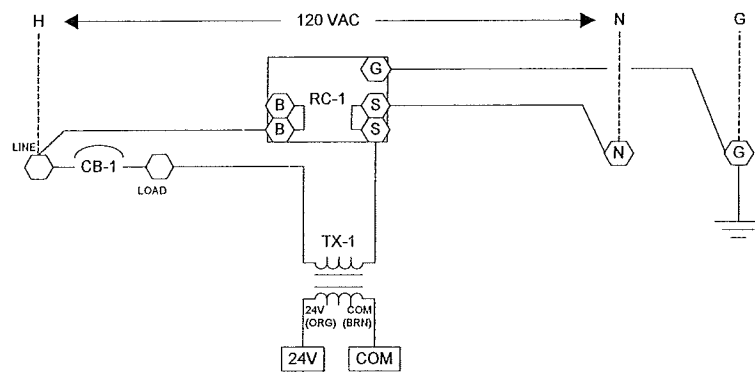 H 120 VAC N G
G
B RC-1 S
B S
LINE
CB-1
LOAD
N
G
TX-1
24V COM
(ORG) (BRN)
24V COM